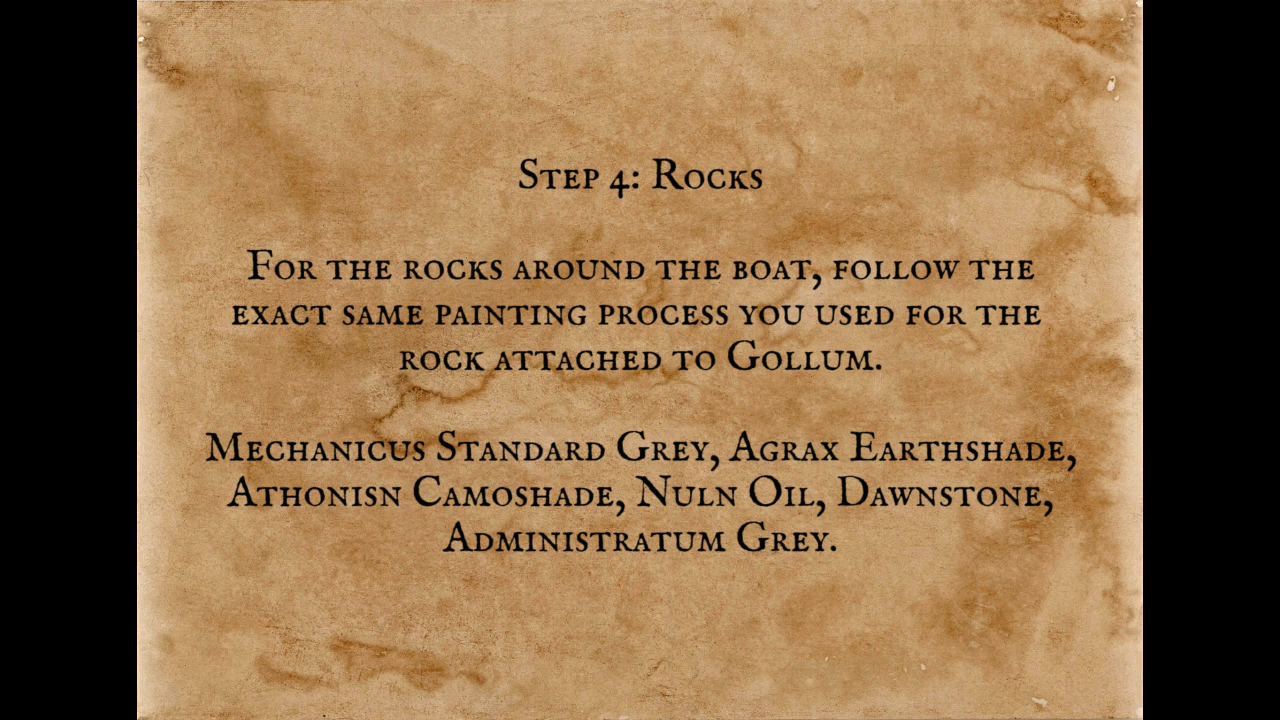 Step 4: Rocks
For the rocks around the boat, follow the
exact same painting process you used for the
rock attached to Gollum.
Mechanicus Standard Grey, Agrax Earthshade,
Athonisn Camoshade, Nuln Oil, Dawnstone,
Administratum Grey.